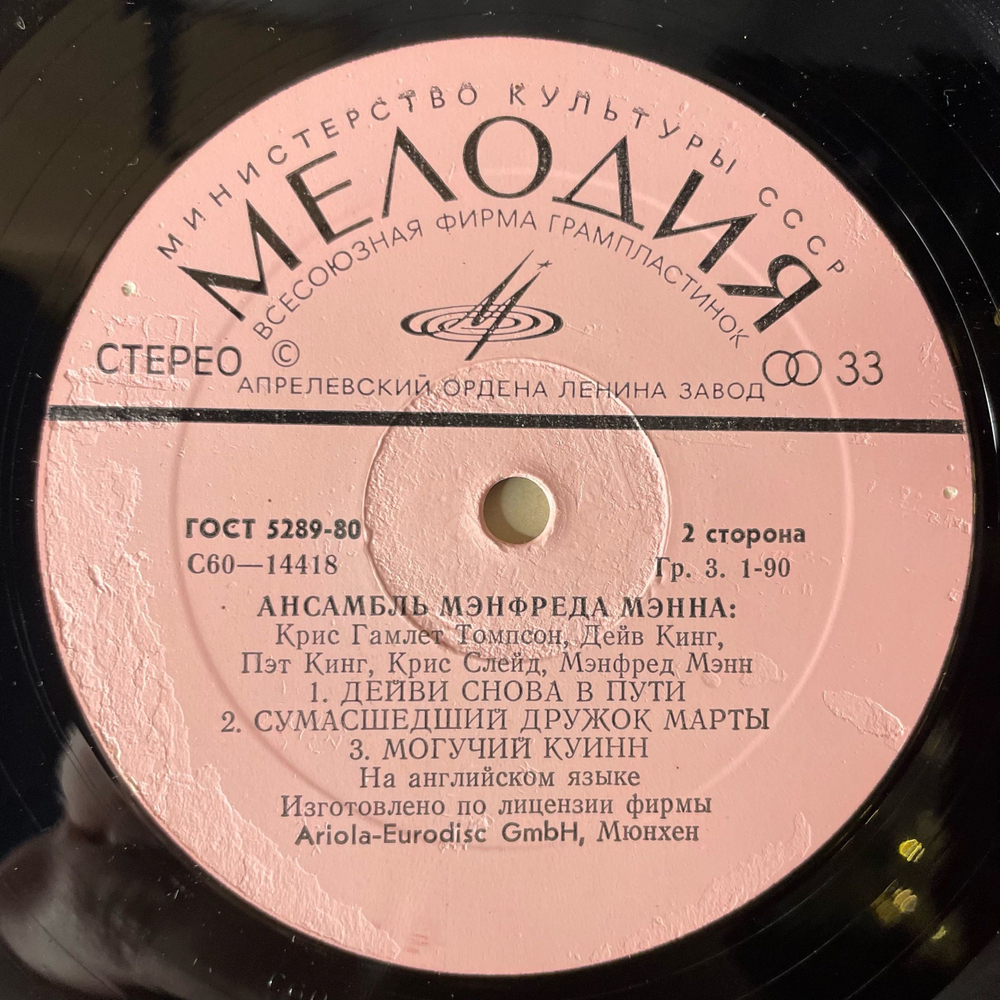 МИНИСТЕРСТВО КУЛЬТУРЫ СССР
МЕЛОДИЯ
ВСЕСОЮЗНАЯ ФИРМА ГРАМПЛАСТИНОК
СТЕРЕО ©
33
АПРЕЛЕВСКИЙ ОРДЕНА ЛЕНИНА ЗАВОД
ГОСТ 5289-80
2 сторона
С60—14418
Гр. 3. 1-90
АНСАМБЛЬ МЭНФРЕДА МЭННА:
Крис Гамлет Томпсон, Дейв Кинг,
Пэт Кинг, Крис Слейд, Мэнфред Мэнн
1. ДЕЙВИ СНОВА В ПУТИ
2. СУМАСШЕДШИЙ ДРУЖОК МАРТЫ
3. МОГУЧИЙ КУИНН
На английском языке
Изготовлено по лицензии фирмы
Ariola-Eurodisc GmbH, Мюнхен